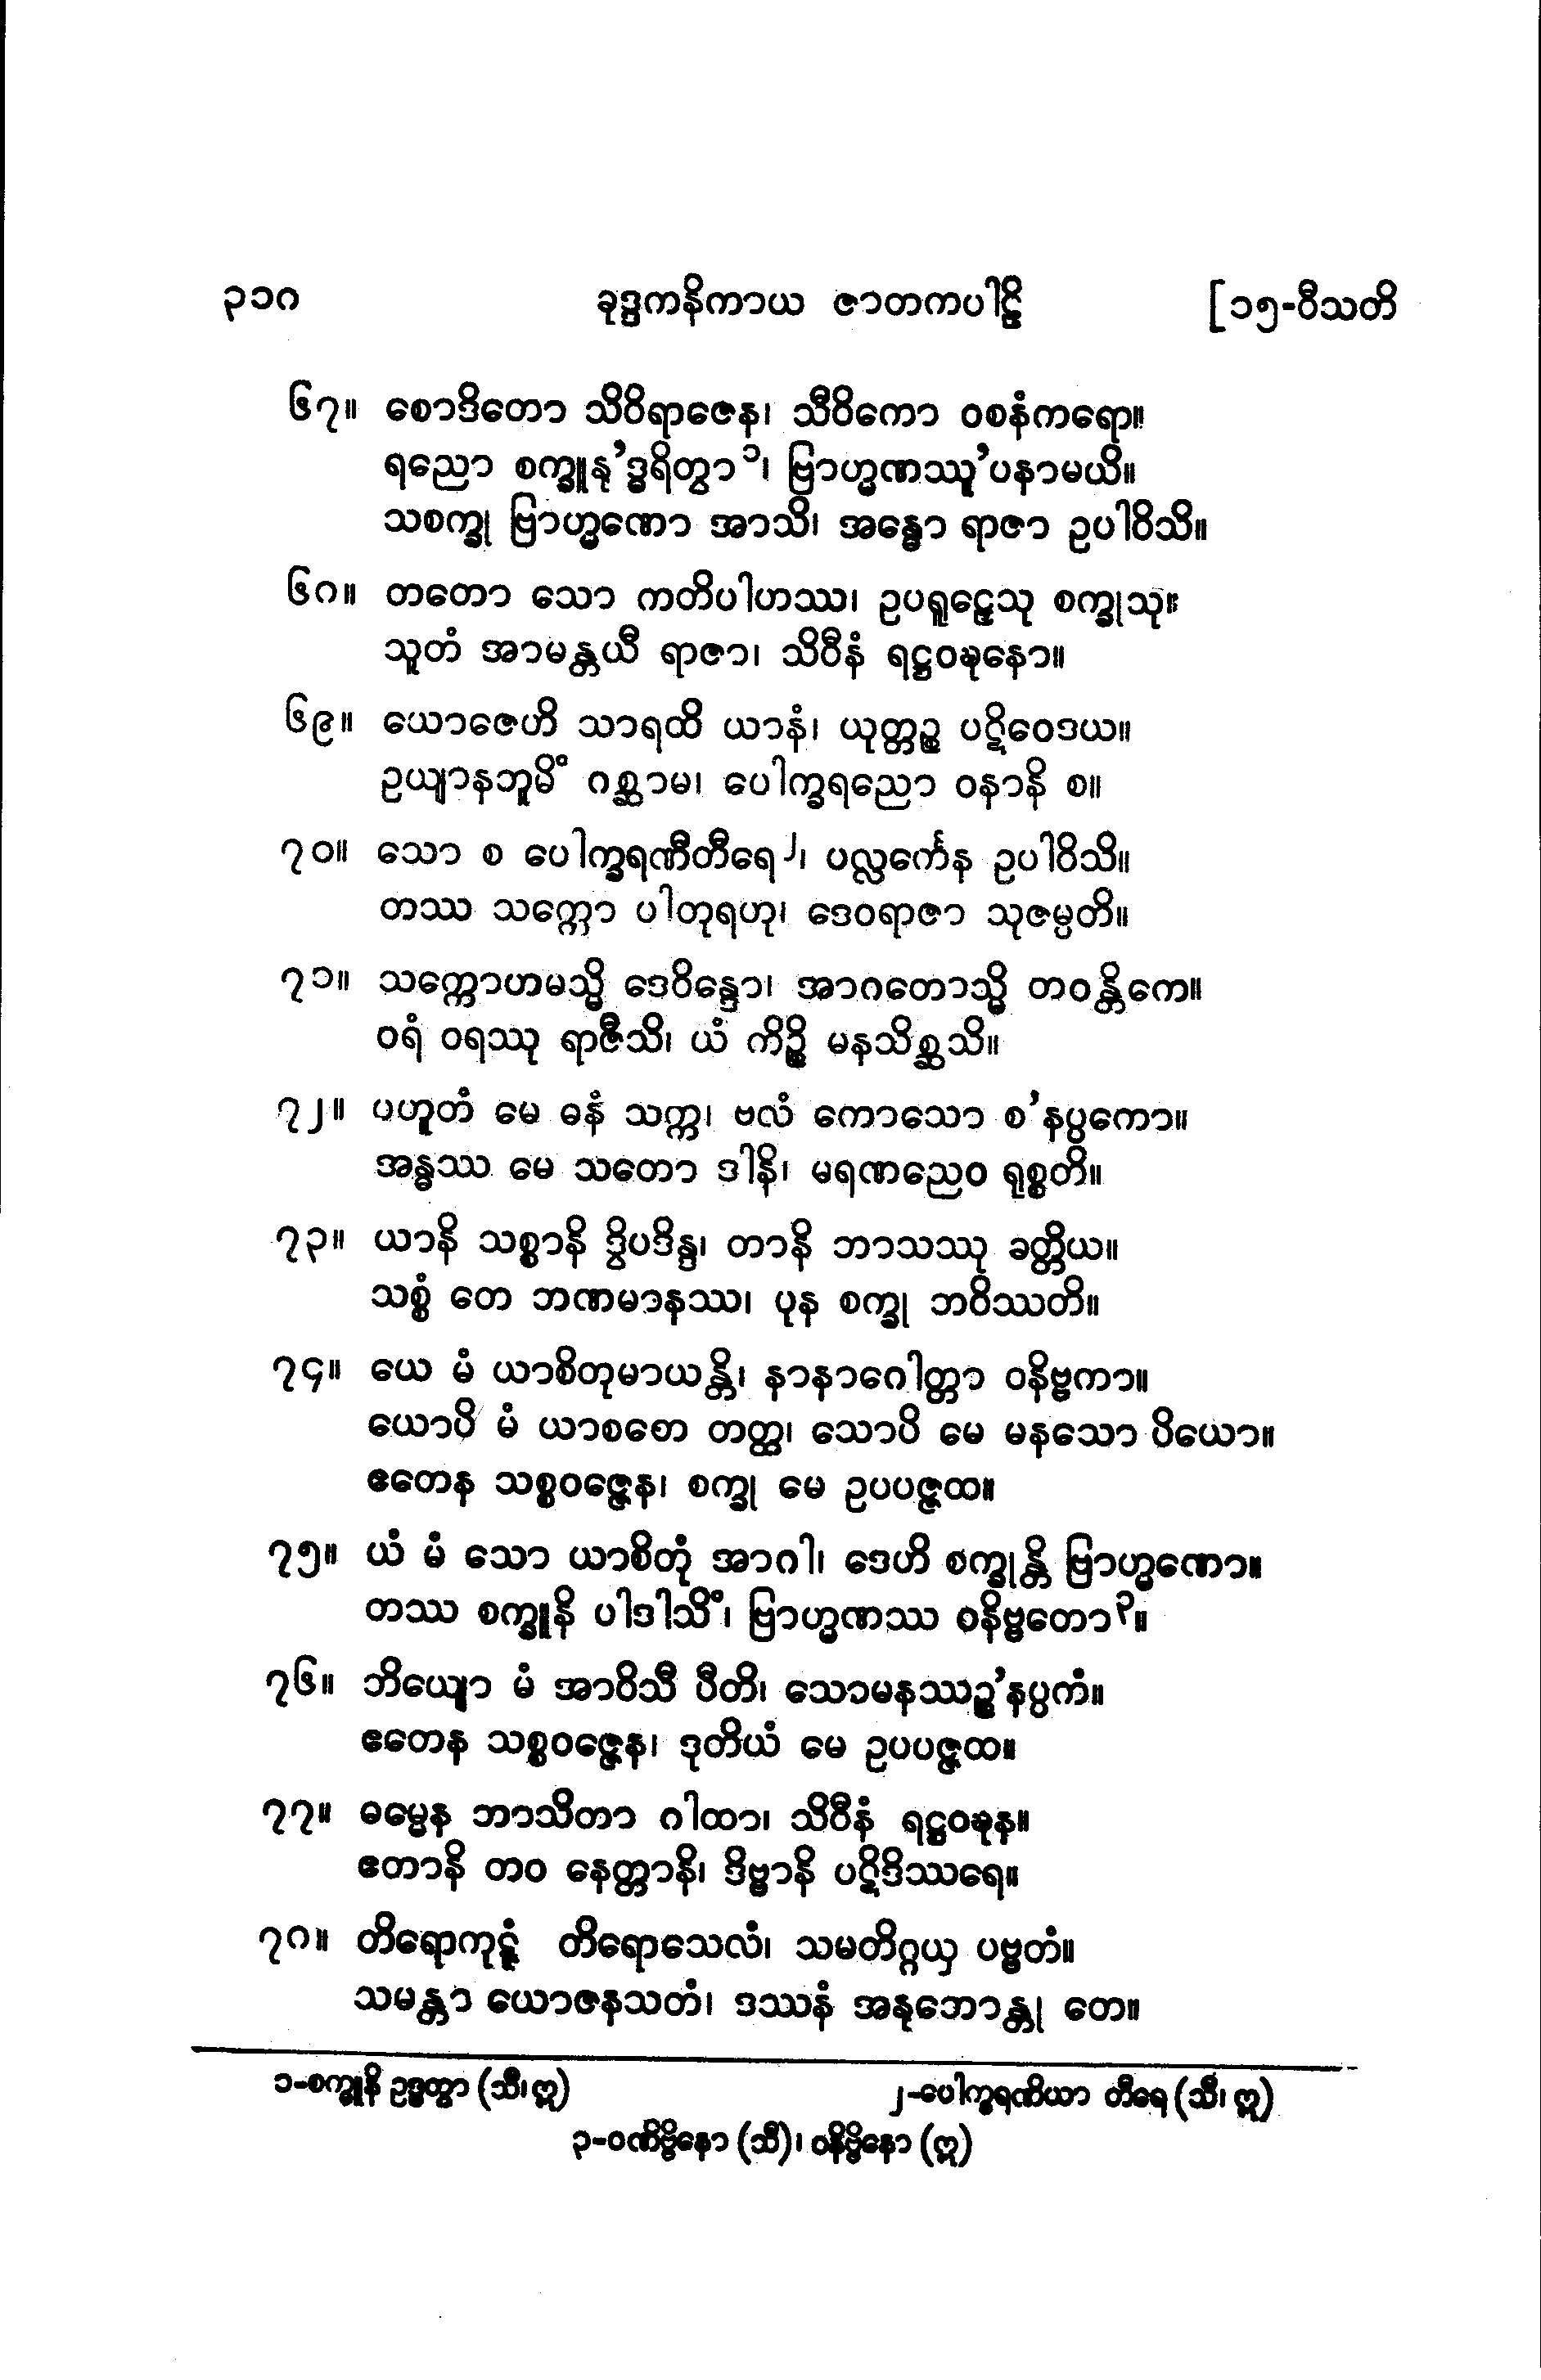 ၃၁၈ ခုဒ္ဒကနိကာယ ဇာတကပါဠိ [၁၅-ဝီသတိ
၆၇။ စောဒိတော သိဝိရာဇေန၊ သီဝိကော ဝစနံကရော။
ရညော စက္ခူနု’ဒ္ဓရိတွာ ၁၊ ဗြာဟ္မဏဿူ’ပနာမယိ။
သစက္ခု ဗြာဟ္မဏော အာသိ၊ အန္ဓော ရာဇာ ဥပါဝိသိ။
၆၈။ တတော သော ကတိပါဟဿ၊ ဥပရူဠှေသု စက္ခုသု။
သူတံ အာမန္တယီ ရာဇာ၊ သိဝီနံ ရဋ္ဌဝဍ္ဎနော။
၆၉။ ယောဇေဟိ သာရထိ ယာနံ၊ ယုတ္တဉ္စ ပဋိဝေဒယ။
ဥယျာနဘူမိံ ဂစ္ဆာမ၊ ပေါက္ခရညော ဝနာနိ စ။
၇၀။ သော စ ပေါက္ခရဏီတီရေ ၂၊ ပလ္လင်္ကေန ဥပါဝိသိ။
တဿ သက္ကော ပါတုရဟု၊ ဒေဝရာဇာ သုဇမ္ပတိ။
၇၁။ သက္ကောဟမသ္မိ ဒေဝိန္ဒော၊ အာဂတောသ္မိ တဝန္တိကေ။
ဝရံ ဝရဿု ရာဇီသိ၊ ယံ ကိဉ္စိ မနသိစ္ဆသိ။
၇၂။ ပဟူတံ မေ ဓနံ သက္က၊ ဗလံ ကောသော စ’နပ္ပကော။
အန္ဓဿ မေ သတော ဒါနိ၊ မရဏညေဝ ရုစ္စတိ။
၇၃။ ယာနိ သစ္စာနိ ဒွိပဒိန္ဒ၊ တာနိ ဘာသဿု ခတ္တိယ။
သစ္စံ တေ ဘဏမာနဿ၊ ပုန စက္ခု ဘဝိဿတိ။
၇၄။ ယေ မံ ယာစိတုမာယန္တိ၊ နာနာဂေါတ္တာ ဝနိဗ္ဗကာ။
ယောပိ မံ ယာစတေ တတ္ထ၊ သောပိ မေ မနသော ပိယော။
ဧတေန သစ္စဝဇ္ဇေန၊ စက္ခု မေ ဥပပဇ္ဇထ။
၇၅။ ယံ မံ သော ယာစိတုံ အာဂါ၊ ဒေဟိ စက္ခုန္တိ ဗြာဟ္မဏော။
တဿ စက္ခူနိ ပါဒါသိံ၊ ဗြာဟ္မဏဿ ဝနိဗ္ဗတော ၃။
၇၆။ ဘိယျော မံ အာဝိသီ ပီတိ၊ သောမနဿဉ္စ’နပ္ပကံ။
ဧတေန သစ္စဝဇ္ဇေန၊ ဒုတိယံ မေ ဥပပဇ္ဇထ။
၇၇။ ဓမ္မေန ဘာသိတာ ဂါထာ၊ သိဝီနံ ရဋ္ဌဝဍ္ဎန။
ဧတာနိ တဝ နေတ္တာနိ၊ ဒိဗ္ဗာနိ ပဋိဒိဿရေ။
၇၈။ တိရောကုဋ္ဋံ တိရောသေလံ၊ သမတိဂ္ဂယှ ပဗ္ဗတံ။
သမန္တာ ယောဇနသတံ၊ ဒဿနံ အနုဘောန္တု တေ။
၁-စက္ခူနိ ဥဒ္ဓတွာ (သီ၊ ဣ) ၂-ပေါက္ခရဏိယာ တီရေ (သီ၊ ဣ)
၃-ဝဏိဗ္ဗိနော (သီ)၊ ဝနိဗ္ဗိနော (ဣ)